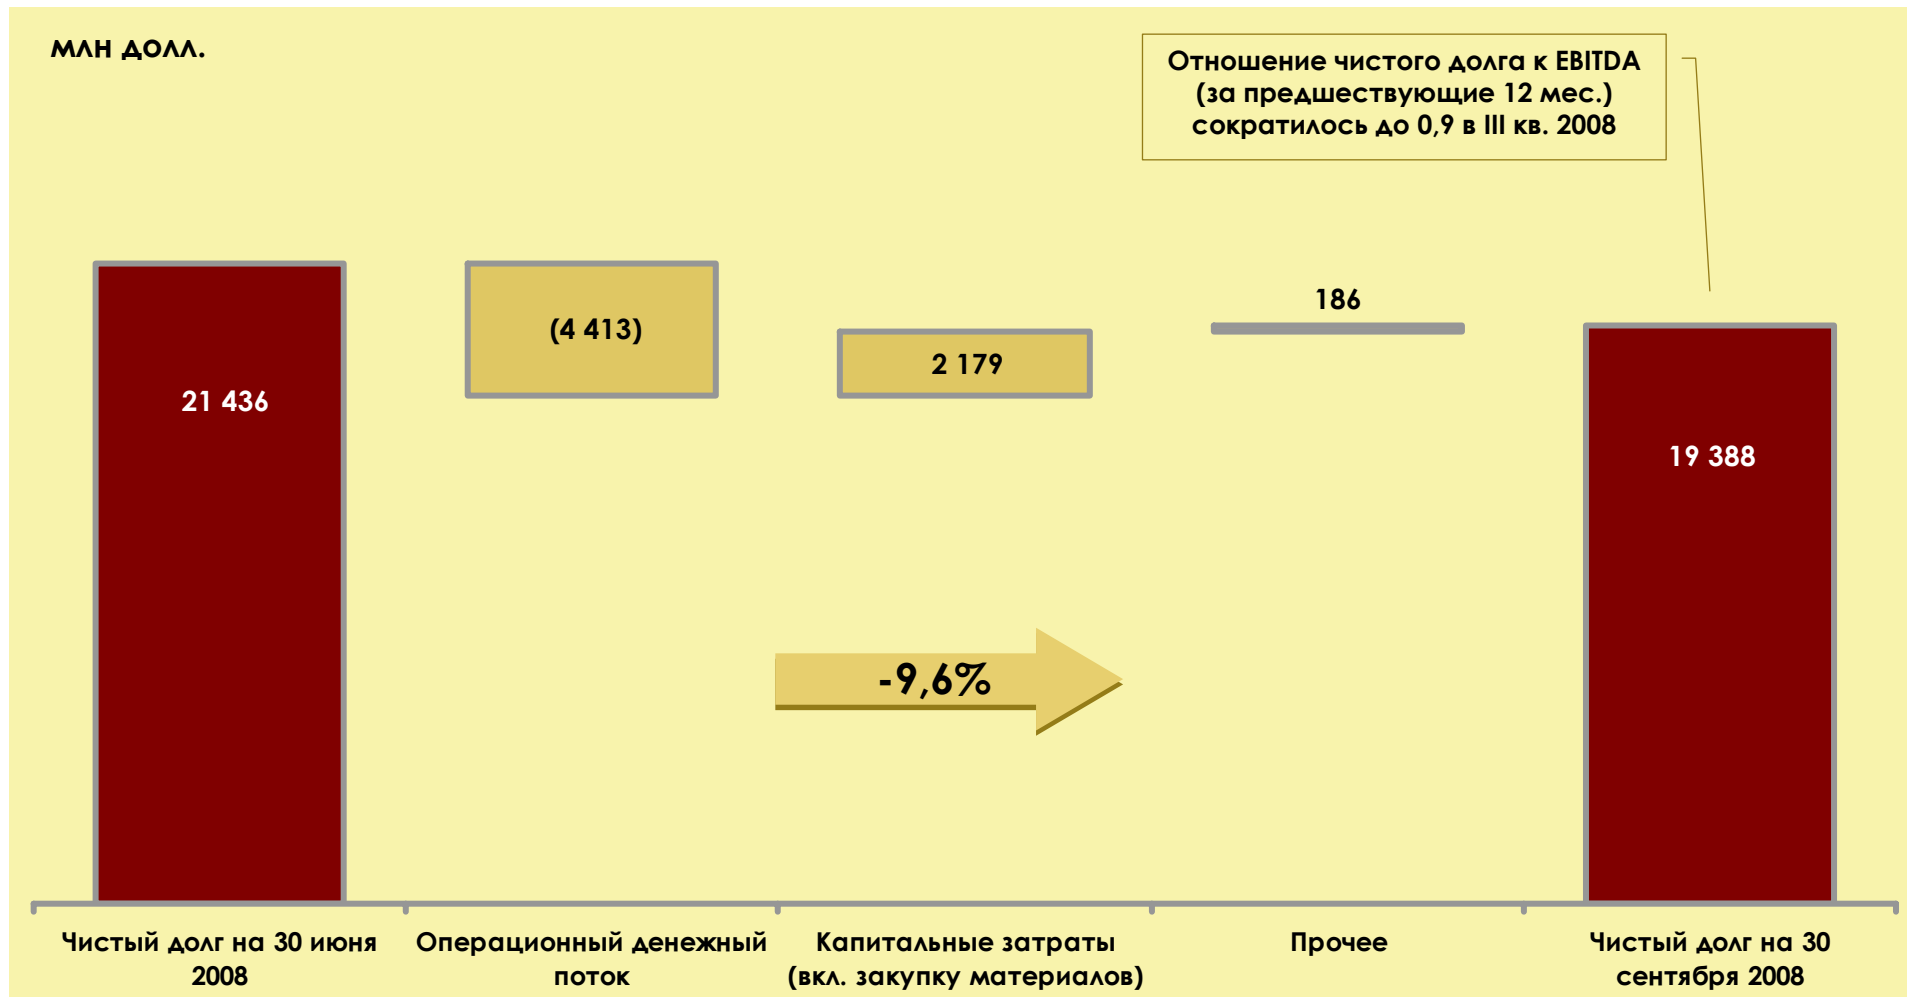 млн долл.
Отношение чистого долга к EBITDA
(за предшествующие 12 мес.)
сократилось до 0,9 в III кв. 2008
21 436
(4 413)
2 179
186
19 388
-9,6%
Чистый долг на 30 июня
2008
Операционный денежный
поток
Капитальные затраты
(вкл. закупку материалов)
Прочее
Чистый долг на 30
сентября 2008